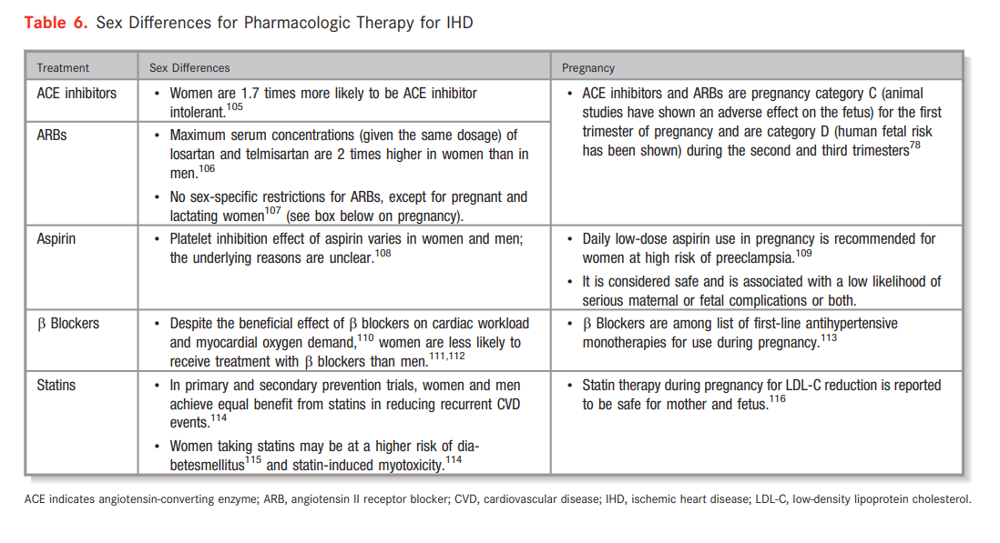 Table 6. Sex Differences for Pharmacologic Therapy for IHD
Treatment
Sex Differences
Pregnancy
ACE inhibitors
• Women are 1.7 times more likely to be ACE inhibitor
intolerant.105
• ACE inhibitors and ARBs are pregnancy category C (animal
studies have shown an adverse effect on the fetus) for the first
trimester of pregnancy and are category D (human fetal risk
has been shown) during the second and third trimesters78
ARBs
• Maximum serum concentrations (given the same dosage) of
losartan and telmisartan are 2 times higher in women than in
men.106
• No sex-specific restrictions for ARBs, except for pregnant and
lactating women107 (see box below on pregnancy).
Aspirin
• Platelet inhibition effect of aspirin varies in women and men;
the underlying reasons are unclear.108
• Daily low-dose aspirin use in pregnancy is recommended for
women at high risk of preeclampsia.109
• It is considered safe and is associated with a low likelihood of
serious maternal or fetal complications or both.
β Blockers
• Despite the beneficial effect of β blockers on cardiac workload
and myocardial oxygen demand,110 women are less likely to
receive treatment with β blockers than men.111,112
• β Blockers are among list of first-line antihypertensive
monotherapies for use during pregnancy.113
Statins
• In primary and secondary prevention trials, women and men
achieve equal benefit from statins in reducing recurrent CVD
events.114
• Women taking statins may be at a higher risk of dia-
betesmellitus115 and statin-induced myotoxicity.114
• Statin therapy during pregnancy for LDL-C reduction is reported
to be safe for mother and fetus.116
ACE indicates angiotensin-converting enzyme; ARB, angiotensin II receptor blocker; CVD, cardiovascular disease; IHD, ischemic heart disease; LDL-C, low-density lipoprotein cholesterol.